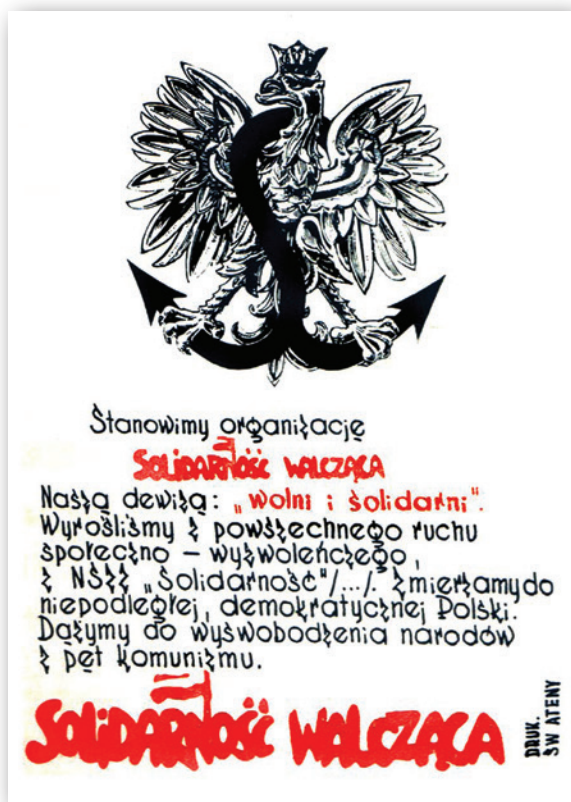 Stanowimy organizację
SOLIDARNOŚĆ WALCZĄCA
Naszą dewizą: „wolni i solidarni".
Wyrośliśmy z powszechnego ruchu
społeczno – wyzwoleńczego,
z NSZZ „Solidarność"/.../. Zmierzamy do
niepodległej, demokratycznej Polski.
Dążymy do wyswobodzenia narodów
z pęt komunizmu.
SOLIDARNOŚĆ WALCZĄCA
DRUK.
SW ATENY